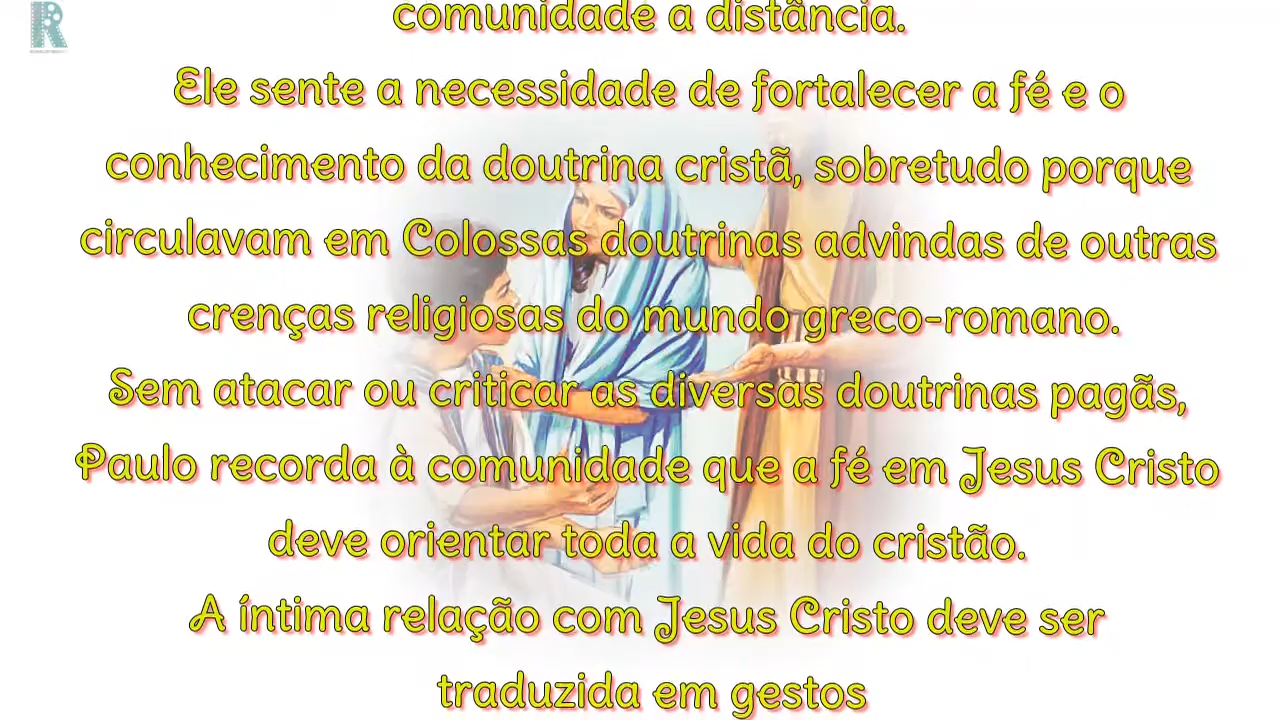 comunidade a distância.
Ele sente a necessidade de fortalecer a fé e o
conhecimento da doutrina cristã, sobretudo porque
circulavam em Colossas doutrinas advindas de outras
crenças religiosas do mundo greco-romano.
Sem atacar ou criticar as diversas doutrinas pagãs,
Paulo recorda à comunidade que a fé em Jesus Cristo
deve orientar toda a vida do cristão.
A íntima relação com Jesus Cristo deve ser
traduzida em gestos